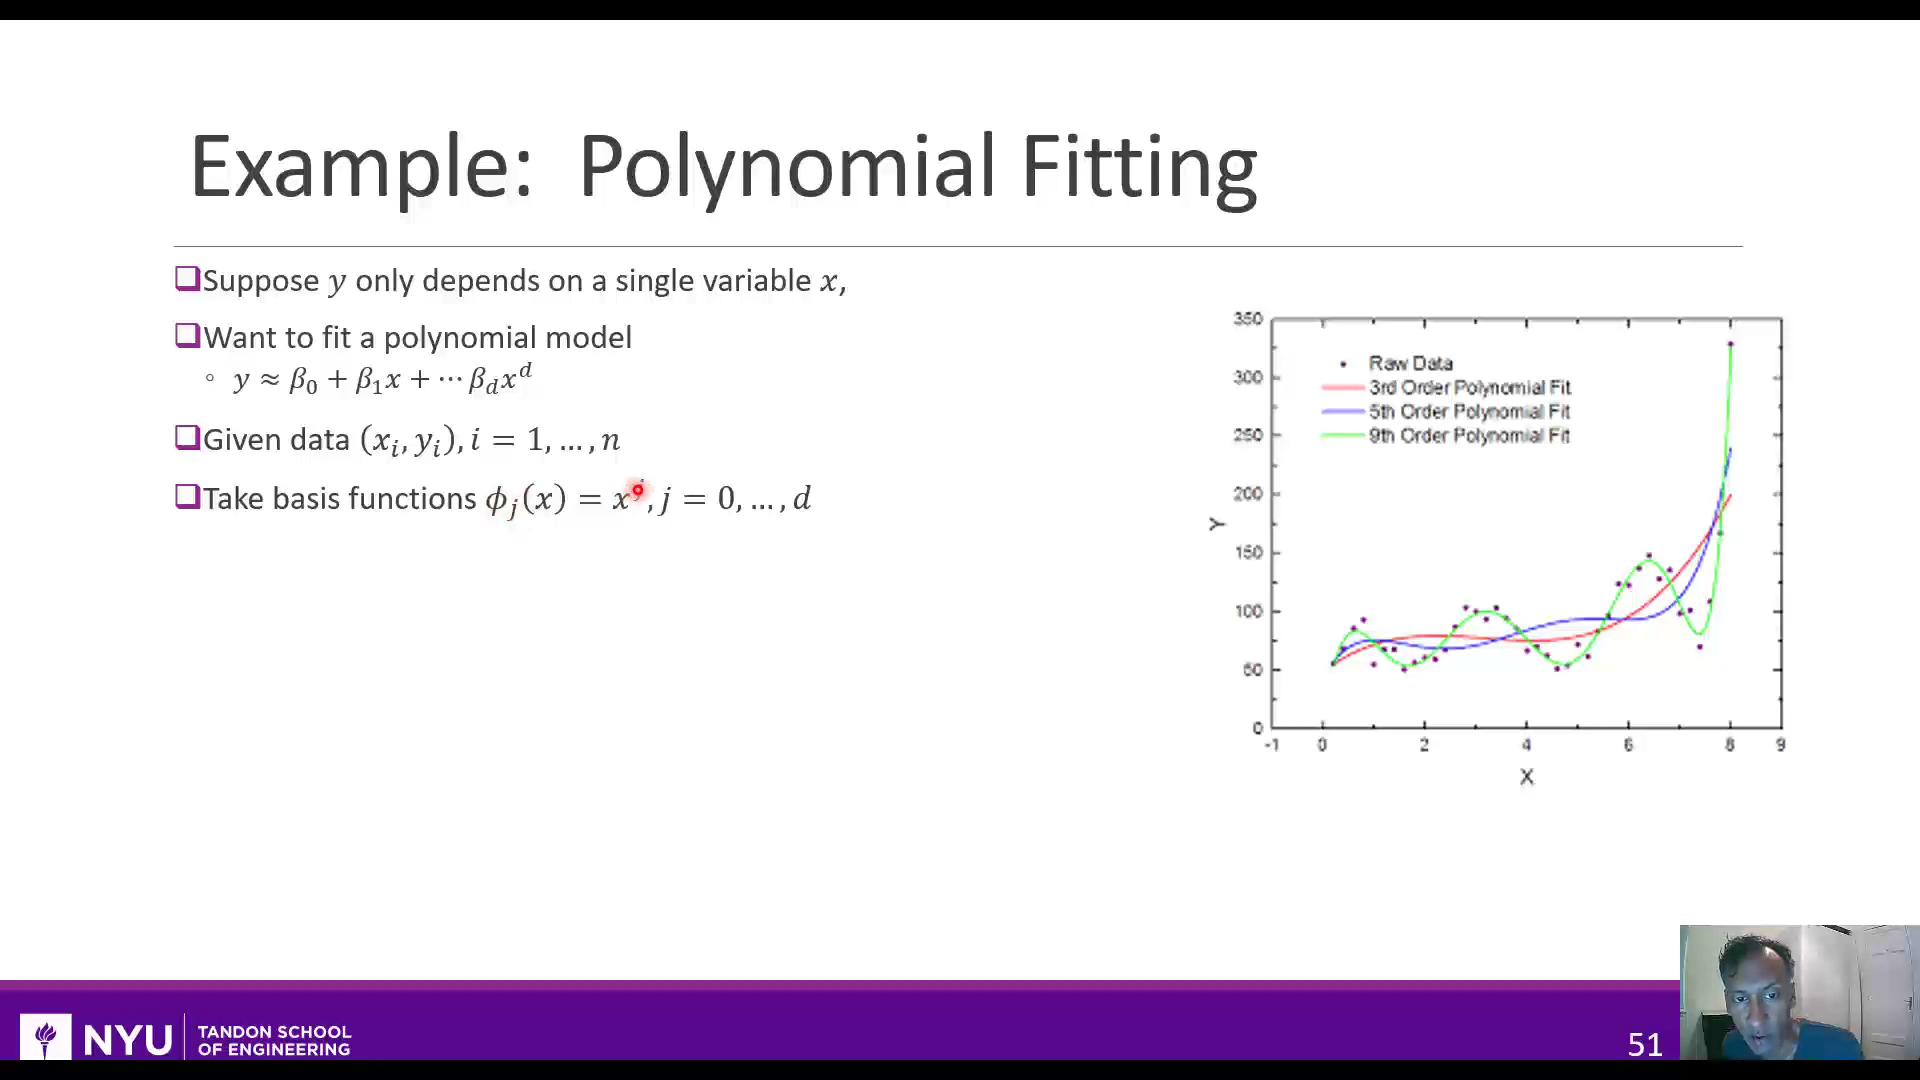 Example: Polynomial Fitting
❑Suppose y only depends on a single variable x,
❑Want to fit a polynomial model
◦ y ≈ β₀ + β₁x + ⋯ β_d x^d
❑Given data (xᵢ, yᵢ), i = 1, … , n
❑Take basis functions ϕⱼ(x) = xʲ, j = 0, … , d
350
300
250
200
150
100
50
0
Y
Raw Data
3rd Order Polynomial Fit
5th Order Polynomial Fit
9th Order Polynomial Fit
-1 0 2 4 6 8 9
X
NYU
TANDON SCHOOL
OF ENGINEERING
51